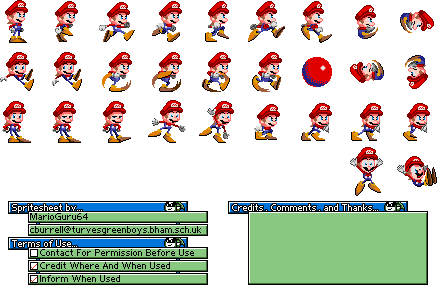 Spritesheet by...
MarioGuru64
cburrell@turvesgreenboys.bham.sch.uk
Terms of Use...
Contact For Permission Before Use
Credit Where And When Used
Inform When Used
Credits, Comments, and Thanks...